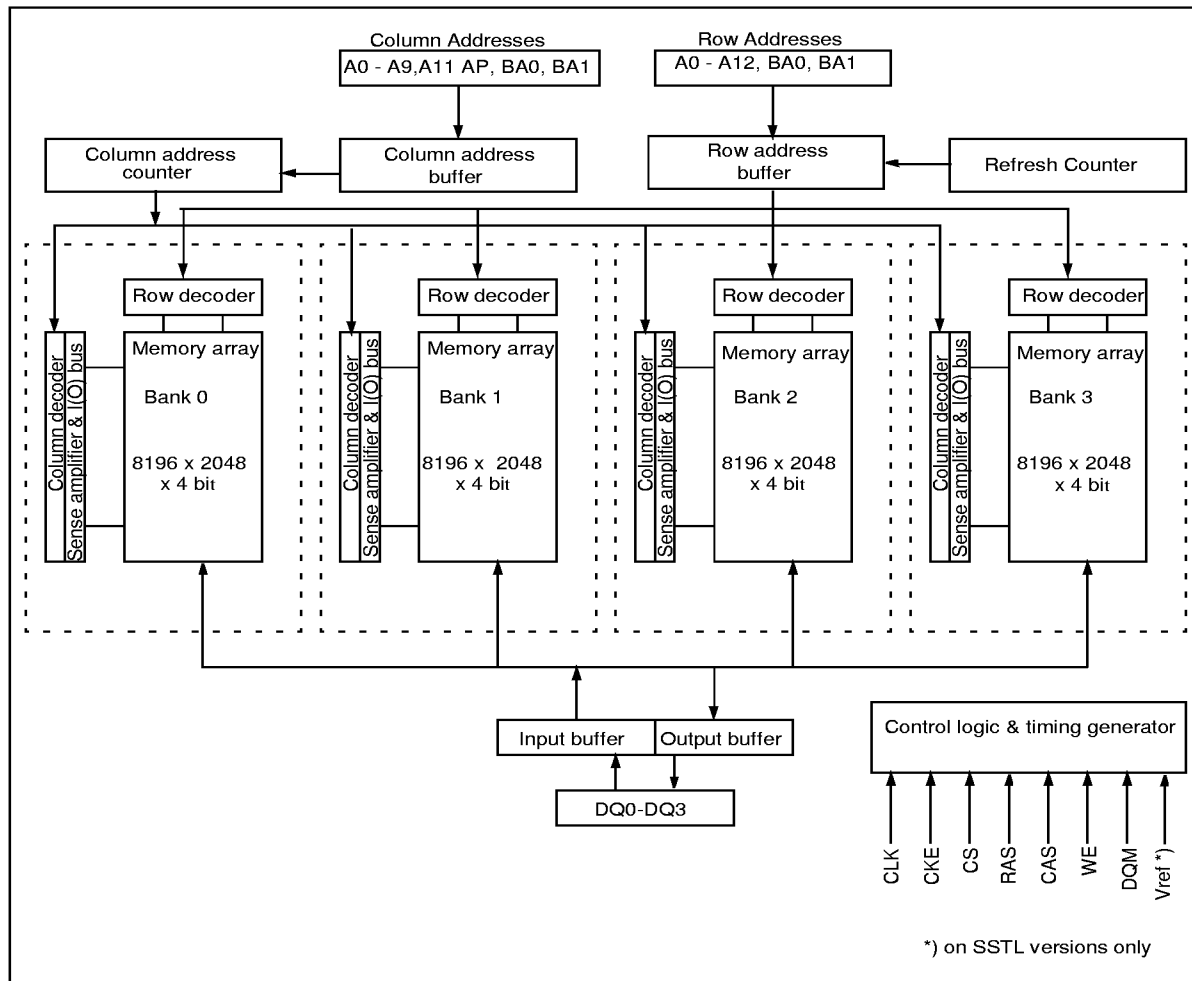 Column Addresses
A0 - A9,A11 AP, BA0, BA1
Row Addresses
A0 - A12, BA0, BA1
Column address
counter
Column address
buffer
Row address
buffer
Refresh Counter
Row decoder
Memory array
Bank 0
8196 x 2048
x 4 bit
Column decoder
Sense amplifier & I(O) bus
Row decoder
Memory array
Bank 1
8196 x 2048
x 4 bit
Column decoder
Sense amplifier & I(O) bus
Row decoder
Memory array
Bank 2
8196 x 2048
x 4 bit
Column decoder
Sense amplifier & I(O) bus
Row decoder
Memory array
Bank 3
8196 x 2048
x 4 bit
Column decoder
Sense amplifier & I(O) bus
Input buffer
Output buffer
DQ0-DQ3
Control logic & timing generator
CLK
CKE
CS
RAS
CAS
WE
DQM
Vref *)
*) on SSTL versions only